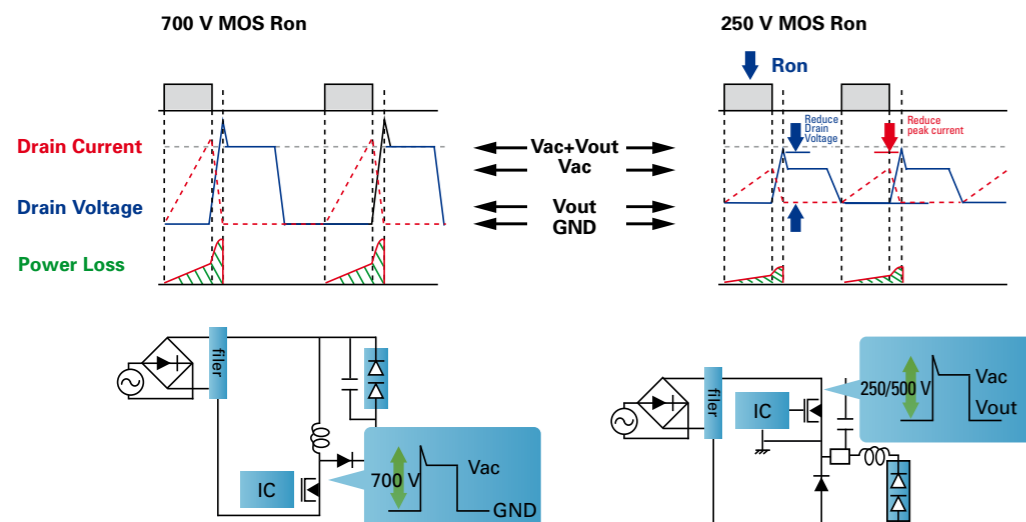 700 V MOS Ron
250 V MOS Ron
Ron
Drain Current
Drain Voltage
Power Loss
Vac+Vout
Vac
Vout
GND
Reduce
Drain
Voltage
Reduce
peak current
filer
IC
700 V
Vac
GND
filer
IC
250/500 V
Vac
Vout